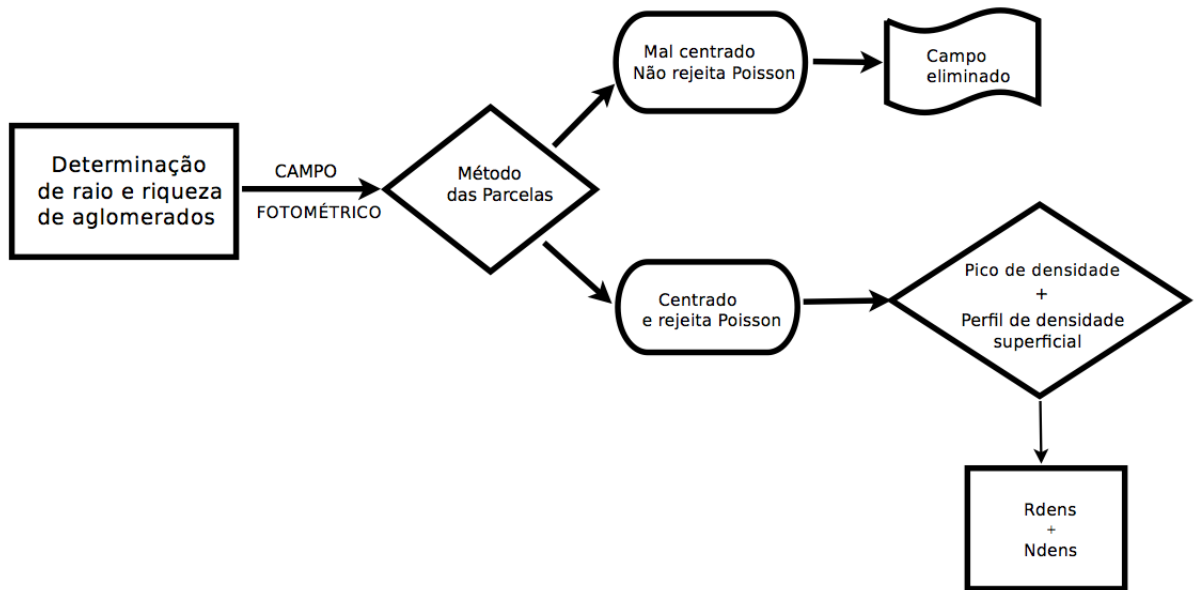 Determinação
de raio e riqueza
de aglomerados
CAMPO
FOTOMÉTRICO
Método
das Parcelas
Mal centrado
Não rejeita Poisson
Campo
eliminado
Centrado
e rejeita Poisson
Pico de densidade
+
Perfil de densidade
superficial
Rdens
+
Ndens